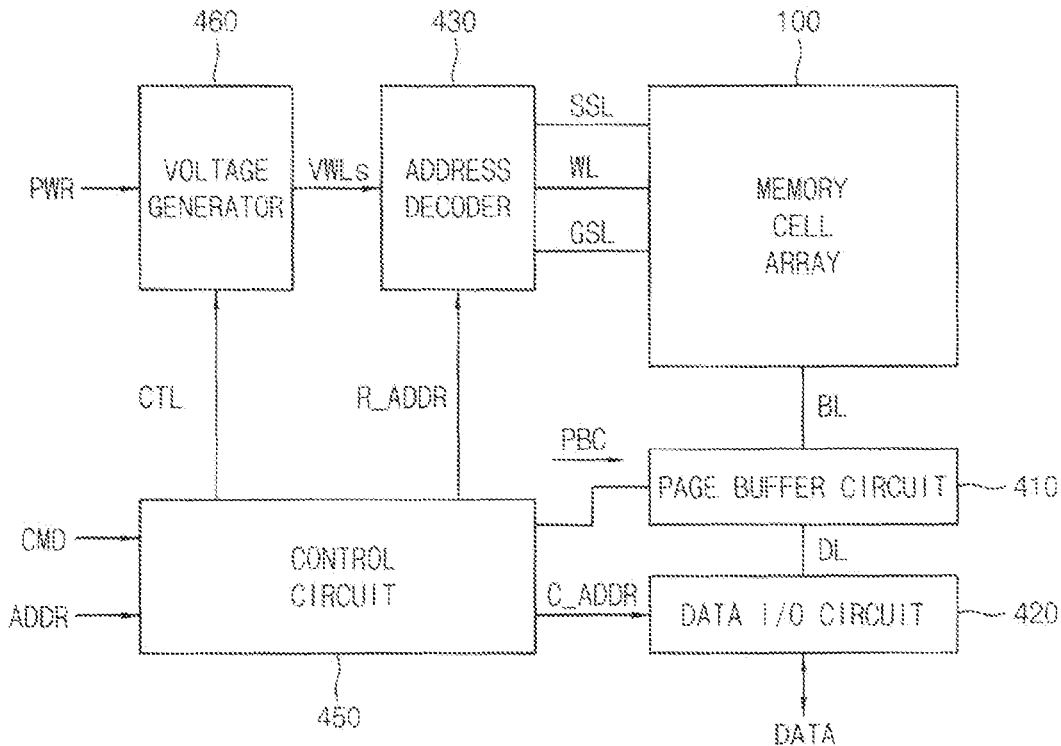 460
430
100
VOLTAGE
GENERATOR
ADDRESS
DECODER
MEMORY
CELL
ARRAY
PWR
VWLs
SSL
WL
GSL
CTL
R_ADDR
BL
PBC
PAGE BUFFER CIRCUIT
410
CMD
ADDR
CONTROL
CIRCUIT
DL
C_ADDR
DATA I/O CIRCUIT
420
450
DATA